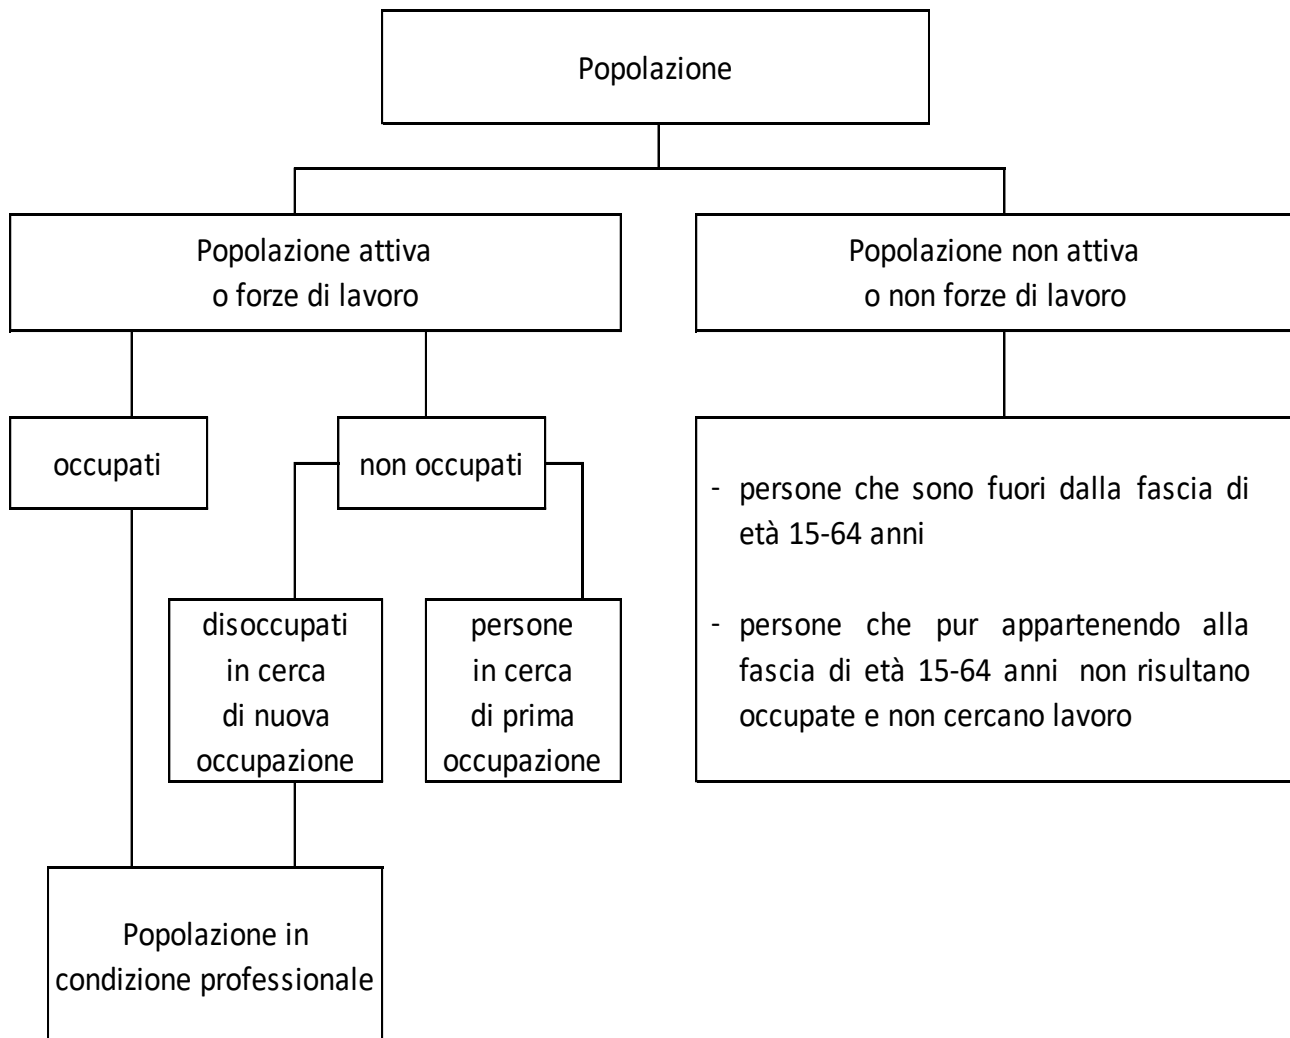 Popolazione
Popolazione attiva
o forze di lavoro
Popolazione non attiva
o non forze di lavoro
occupati
non occupati
- persone che sono fuori dalla fascia di
età 15-64 anni
- persone che pur appartenendo alla
fascia di età 15-64 anni non risultano
occupate e non cercano lavoro
disoccupati
in cerca
di nuova
occupazione
persone
in cerca
di prima
occupazione
Popolazione in
condizione professionale